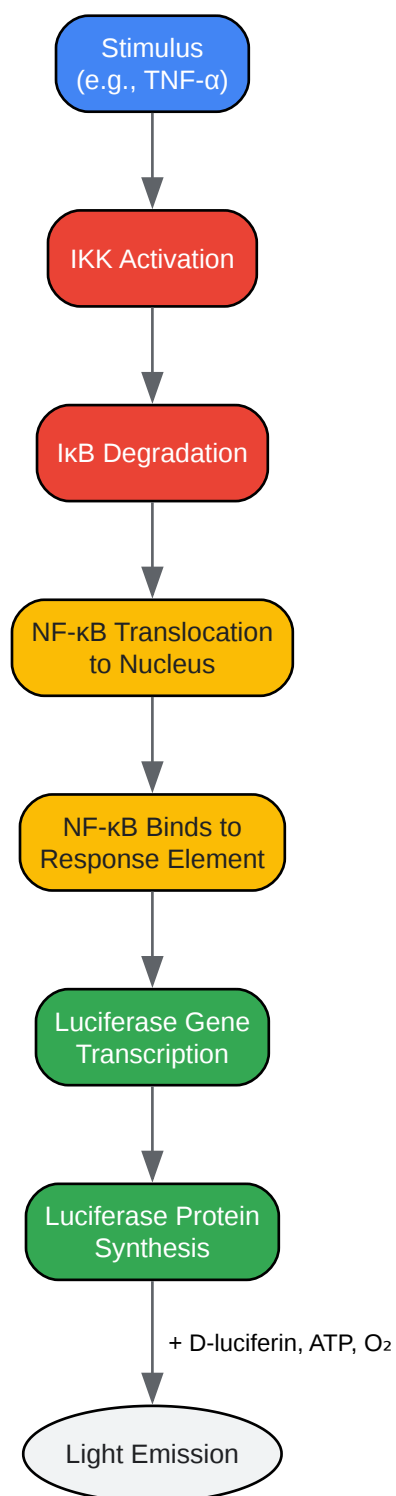 Stimulus
(e.g., TNF-α)
IKK Activation
IκB Degradation
NF-κB Translocation
to Nucleus
NF-κB Binds to
Response Element
Luciferase Gene
Transcription
Luciferase Protein
Synthesis
+ D-luciferin, ATP, O₂
Light Emission